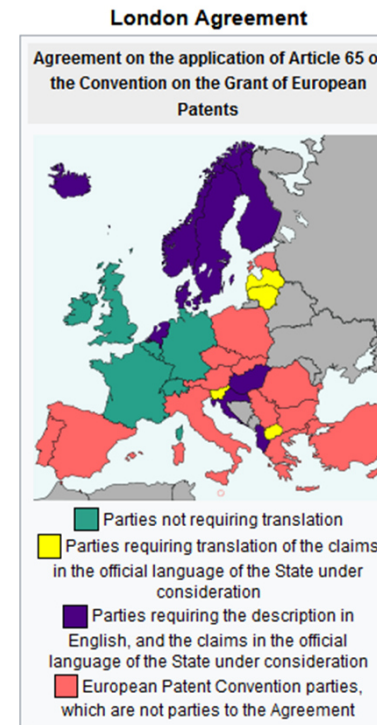 London Agreement
Agreement on the application of Article 65 o
the Convention on the Grant of European
Patents
Parties not requiring translation
Parties requiring translation of the claims
in the official language of the State under
consideration
Parties requiring the description in
English, and the claims in the official
language of the State under consideration
European Patent Convention parties,
which are not parties to the Agreement